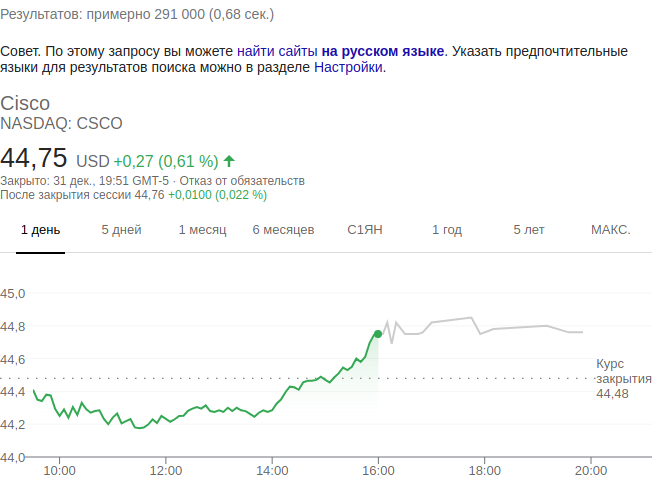 Результатов: примерно 291 000 (0,68 сек.)
Совет. По этому запросу вы можете найти сайты на русском языке. Указать предпочтительные
языки для результатов поиска можно в разделе Настройки.
Cisco
NASDAQ: CSCO
44,75 USD +0,27 (0,61 %)
Закрыто: 31 дек., 19:51 GMT-5 · Отказ от обязательств
После закрытия сессии 44,76 +0,0100 (0,022 %)
1 день 5 дней 1 месяц 6 месяцев С1ЯН 1 год 5 лет МАКС.
45,0
44,8
44,6
44,4
44,2
44,0
Курс
закрытия
44,48
10:00 12:00 14:00 16:00 18:00 20:00